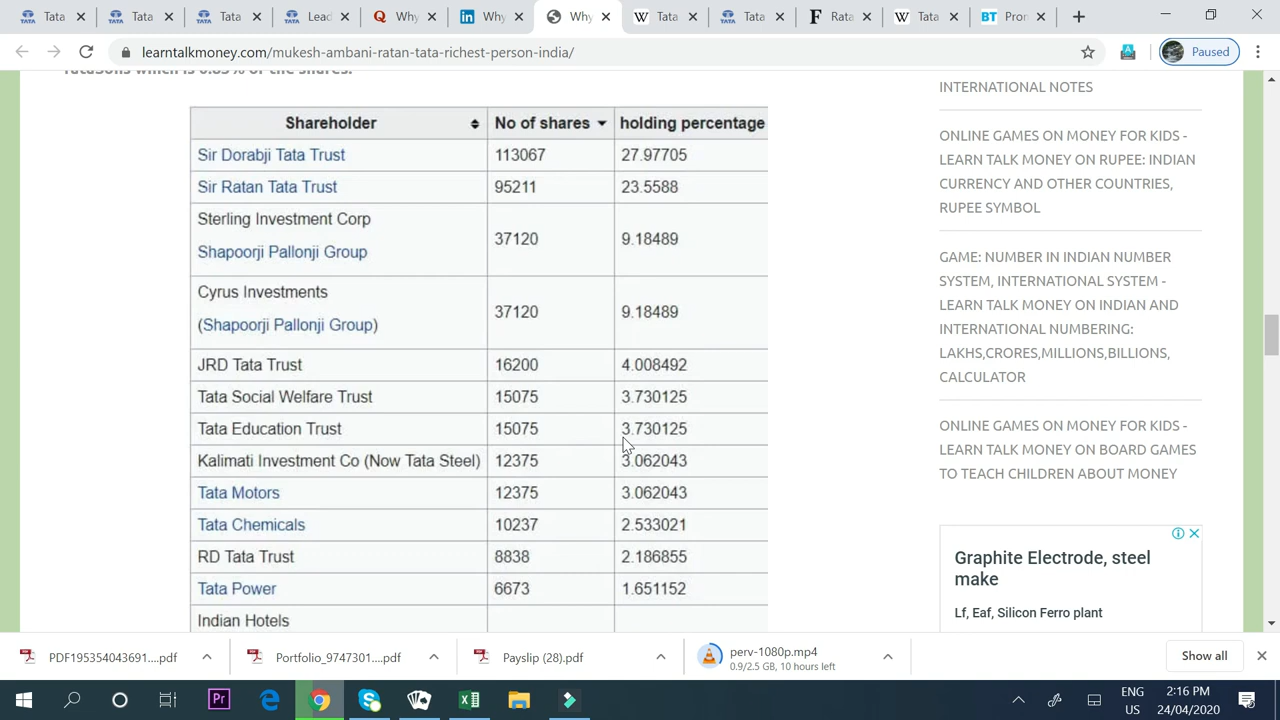 Tata
Tata
Tata
Lead
Why
Why
Why
Tata
Tata
Rata
Tata
Pron
learntalkmoney.com/mukesh-ambani-ratan-tata-richest-person-india/
Paused
Shareholder No of shares holding percentage
Sir Dorabji Tata Trust 113067 27.97705
Sir Ratan Tata Trust 95211 23.5588
Sterling Investment Corp
Shapoorji Pallonji Group 37120 9.18489
Cyrus Investments
(Shapoorji Pallonji Group) 37120 9.18489
JRD Tata Trust 16200 4.008492
Tata Social Welfare Trust 15075 3.730125
Tata Education Trust 15075 3.730125
Kalimati Investment Co (Now Tata Steel) 12375 3.062043
Tata Motors 12375 3.062043
Tata Chemicals 10237 2.533021
RD Tata Trust 8838 2.186855
Tata Power 6673 1.651152
Indian Hotels
INTERNATIONAL NOTES
ONLINE GAMES ON MONEY FOR KIDS -
LEARN TALK MONEY ON RUPEE: INDIAN
CURRENCY AND OTHER COUNTRIES,
RUPEE SYMBOL
GAME: NUMBER IN INDIAN NUMBER
SYSTEM, INTERNATIONAL SYSTEM -
LEARN TALK MONEY ON INDIAN AND
INTERNATIONAL NUMBERING:
LAKHS,CRORES,MILLIONS,BILLIONS,
CALCULATOR
ONLINE GAMES ON MONEY FOR KIDS -
LEARN TALK MONEY ON BOARD GAMES
TO TEACH CHILDREN ABOUT MONEY
Graphite Electrode, steel
make
Lf, Eaf, Silicon Ferro plant
PDF195354043691....pdf
Portfolio_9747301....pdf
Payslip (28).pdf
perv-1080p.mp4
0.9/2.5 GB, 10 hours left
Show all
Pr
ENG
US
2:16 PM
24/04/2020